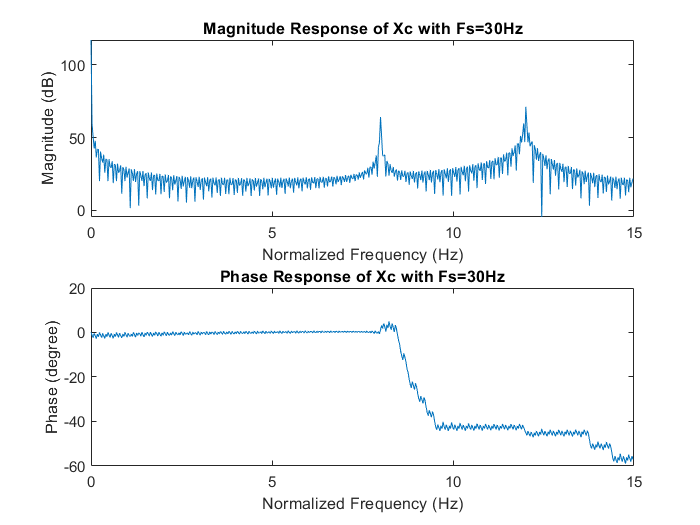 Magnitude Response of Xc with Fs=30Hz
100
50
0
Magnitude (dB)
0 5 10 15
Normalized Frequency (Hz)
Phase Response of Xc with Fs=30Hz
20
0
-20
-40
-60
Phase (degree)
0 5 10 15
Normalized Frequency (Hz)